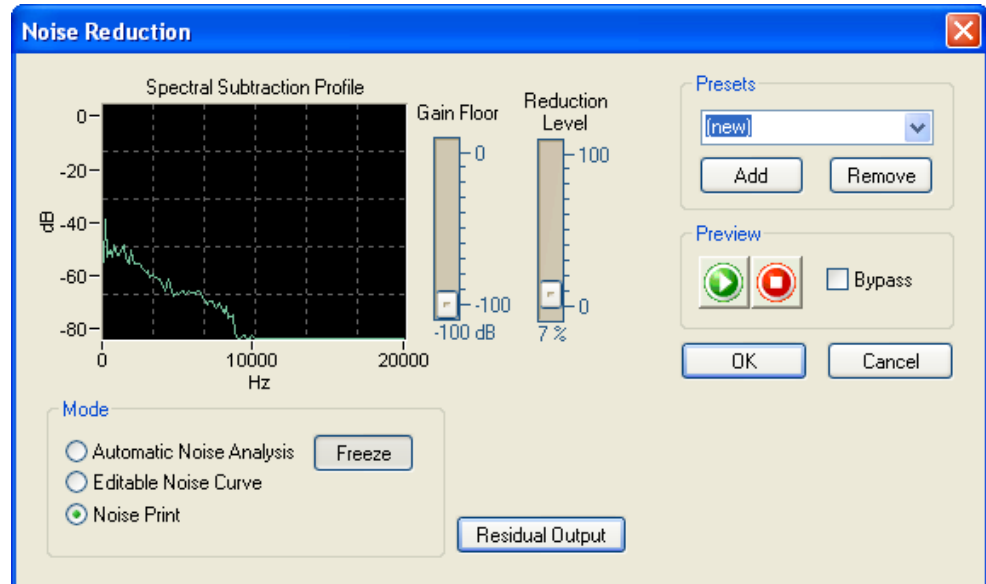 Noise Reduction
Spectral Subtraction Profile
dB
0
-20
-40
-60
-80
0
10000
20000
Hz
Gain Floor
0
-100
-100 dB
Reduction
Level
100
0
7 %
Presets
(new)
Add
Remove
Preview
Bypass
OK
Cancel
Mode
Automatic Noise Analysis
Freeze
Editable Noise Curve
Noise Print
Residual Output